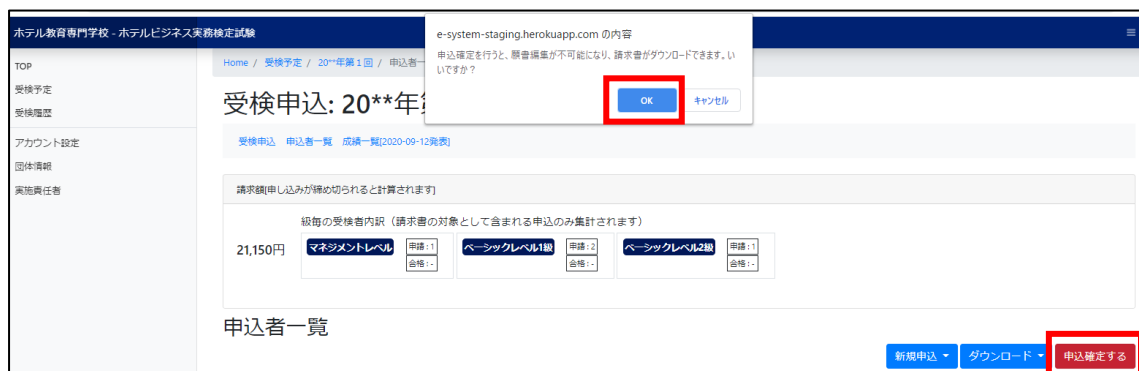 ホテル教育専門学校 - ホテルビジネス実務検定試験
e-system-staging.herokuapp.com の内容
申込確定を行うと、願書編集が不可能になり、請求書がダウンロードできます。い
いですか？
OK
キャンセル
TOP
受検予定
受検履歴
アカウント設定
団体情報
実施責任者
Home / 受検予定 / 20**年第1回 / 申込者一
受検申込: 20**年第
受検申込 申込者一覧 成績一覧[2020-09-12発表]
請求額[申し込みが締め切られると計算されます]
級毎の受検者内訳（請求書の対象として含まれる申込のみ集計されます）
21,150円
マネジメントレベル 申請:1 合格:-
ベーシックレベル1級 申請:2 合格:-
ベーシックレベル2級 申請:1 合格:-
申込者一覧
新規申込 ダウンロード 申込確定する